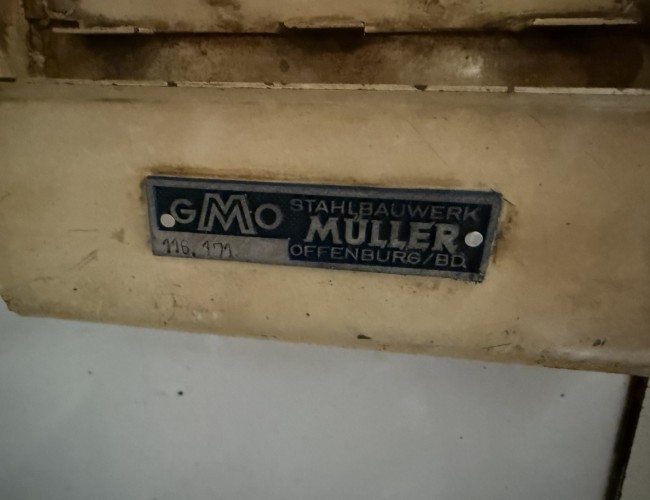 GMO
116.171
STAHLBAUWERK
MÜLLER
OFFENBURG/BD.